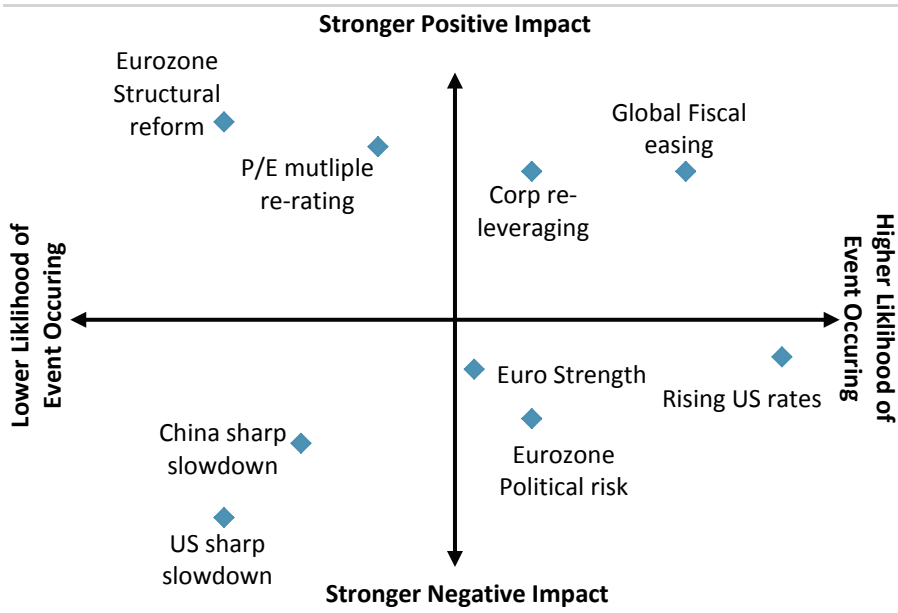 Stronger Positive Impact
Eurozone
Structural
reform
P/E mutliple
re-rating
Global Fiscal
easing
Corp re-
leveraging
Lower Liklihood of
Event Occuring
Higher Liklihood of
Event Occuring
Euro Strength
Rising US rates
China sharp
slowdown
Eurozone
Political risk
US sharp
slowdown
Stronger Negative Impact